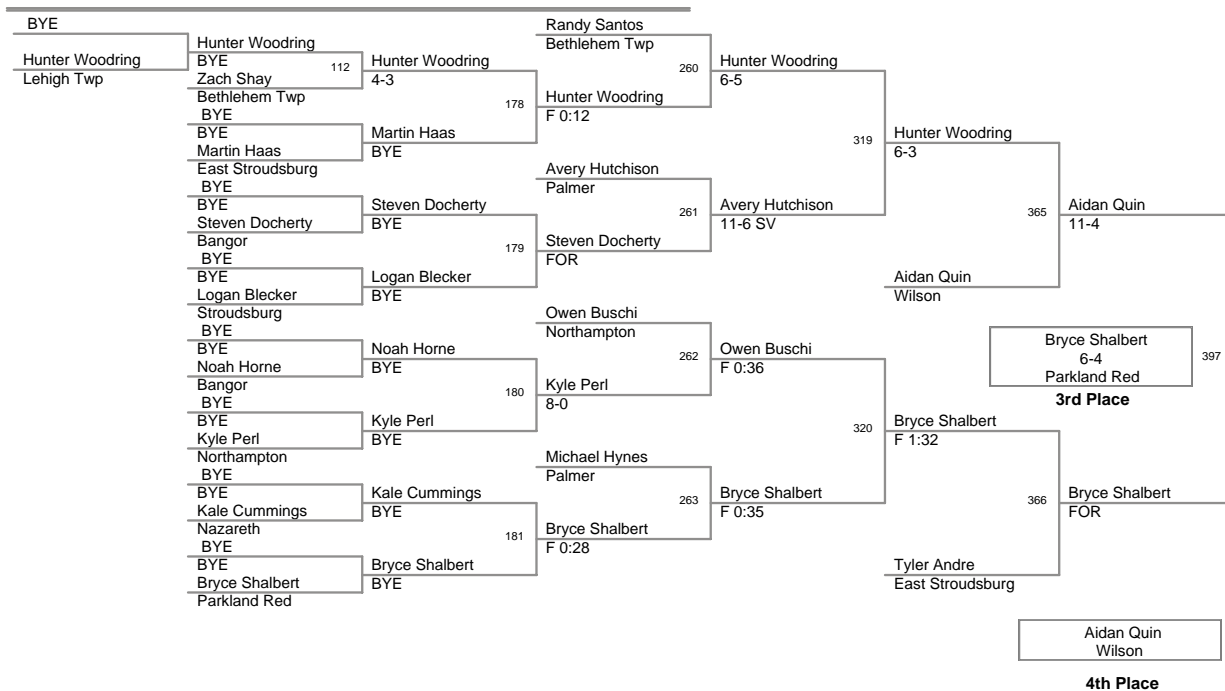 BYE
Hunter Woodring
Lehigh Twp
Hunter Woodring
BYE
Zach Shay
Bethlehem Twp
112
BYE
BYE
Martin Haas
East Stroudsburg
BYE
BYE
Steven Docherty
Bangor
BYE
BYE
Logan Blecker
Stroudsburg
BYE
BYE
Noah Horne
Bangor
BYE
BYE
Kyle Perl
Northampton
BYE
BYE
Kale Cummings
Nazareth
BYE
BYE
Bryce Shalbert
Parkland Red
Hunter Woodring
4-3
178
Martin Haas
BYE
Steven Docherty
BYE
179
Logan Blecker
BYE
Noah Horne
BYE
180
Kyle Perl
BYE
Kale Cummings
BYE
181
Bryce Shalbert
BYE
Randy Santos
Bethlehem Twp
260
Hunter Woodring
F 0:12
Avery Hutchison
Palmer
261
Steven Docherty
FOR
Owen Buschi
Northampton
262
Kyle Perl
8-0
Michael Hynes
Palmer
263
Bryce Shalbert
F 0:28
Hunter Woodring
6-5
319
Avery Hutchison
11-6 SV
Owen Buschi
F 0:36
320
Bryce Shalbert
F 0:35
Hunter Woodring
6-3
365
Aidan Quin
Wilson
Bryce Shalbert
F 1:32
366
Tyler Andre
East Stroudsburg
Aidan Quin
11-4
Bryce Shalbert
6-4
Parkland Red
397
3rd Place
Bryce Shalbert
FOR
Aidan Quin
Wilson
4th Place